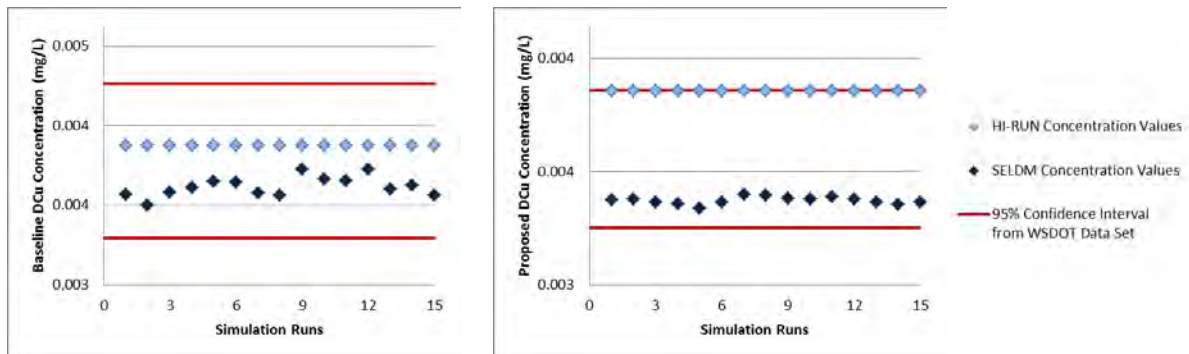 Baseline DCu Concentration (mg/L)
0.005
0.004
0.004
0.003
0 3 6 9 12 15
Simulation Runs
Proposed DCu Concentration (mg/L)
0.004
0.004
0.003
0 3 6 9 12 15
Simulation Runs
HI-RUN Concentration Values
SELDM Concentration Values
95% Confidence Interval
from WSDOT Data Set